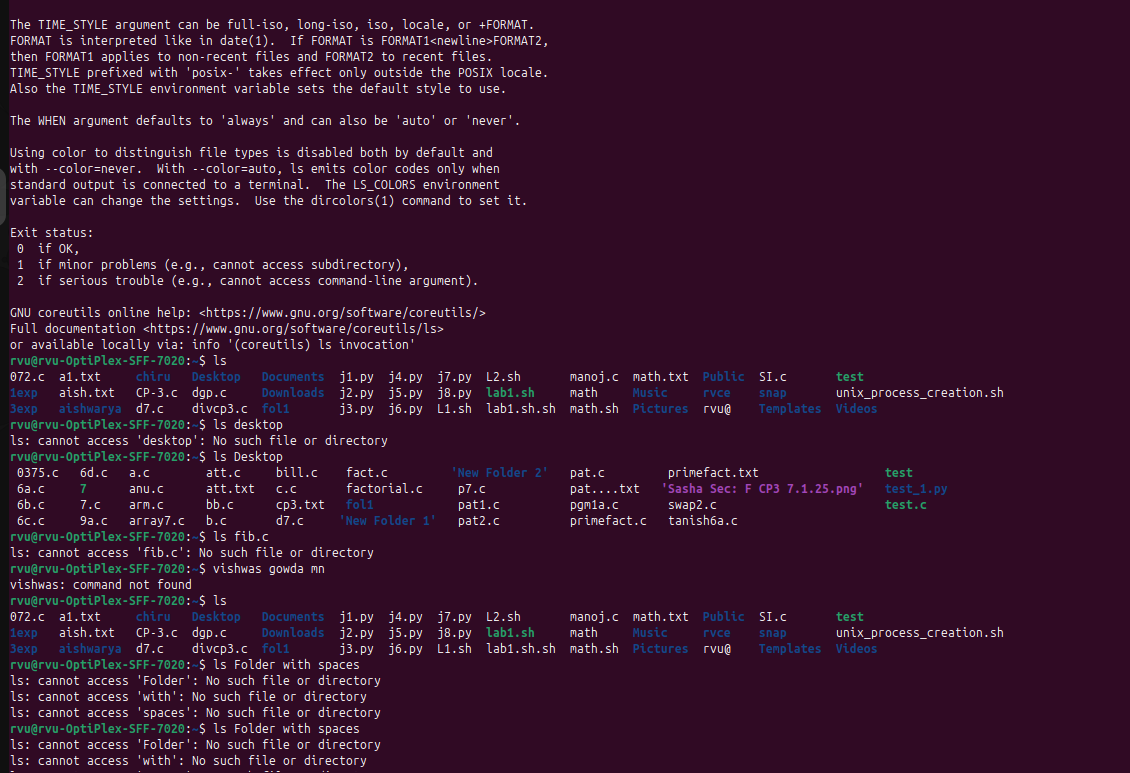 The TIME_STYLE argument can be full-iso, long-iso, iso, locale, or +FORMAT.
FORMAT is interpreted like in date(1).  If FORMAT is FORMAT1<newline>FORMAT2,
then FORMAT1 applies to non-recent files and FORMAT2 to recent files.
TIME_STYLE prefixed with 'posix-' takes effect only outside the POSIX locale.
Also the TIME_STYLE environment variable sets the default style to use.
The WHEN argument defaults to 'always' and can also be 'auto' or 'never'.
Using color to distinguish file types is disabled both by default and
with --color=never.  With --color=auto, ls emits color codes only when
standard output is connected to a terminal.  The LS_COLORS environment
variable can change the settings.  Use the dircolors(1) command to set it.
Exit status:
 0  if OK,
 1  if minor problems (e.g., cannot access subdirectory),
 2  if serious trouble (e.g., cannot access command-line argument).
GNU coreutils online help: <https://www.gnu.org/software/coreutils/>
Full documentation <https://www.gnu.org/software/coreutils/ls>
or available locally via: info '(coreutils) ls invocation'
rvu@rvu-OptiPlex-SFF-7020:~$ ls
072.c  a1.txt     chiru   Desktop   Documents  j1.py  j4.py  j7.py  L2.sh       manoj.c  math.txt  Public  SI.c       test
1exp   aish.txt   CP-3.c  dgp.c     Downloads  j2.py  j5.py  j8.py  lab1.sh     math     Music     rvce    snap       unix_process_creation.sh
3exp   aishwarya  d7.c    divcp3.c  fol1       j3.py  j6.py  L1.sh  lab1.sh.sh  math.sh  Pictures  rvu@    Templates  Videos
rvu@rvu-OptiPlex-SFF-7020:~$ ls desktop
ls: cannot access 'desktop': No such file or directory
rvu@rvu-OptiPlex-SFF-7020:~$ ls Desktop
 0375.c   6d.c   a.c        att.c     bill.c    fact.c         'New Folder 2'   pat.c       primefact.txt                  test
 6a.c     7      anu.c      att.txt   c.c       factorial.c     p7.c            pat....txt  'Sasha Sec: F CP3 7.1.25.png'   test_1.py
 6b.c     7.c    arm.c      bb.c      cp3.txt   fol1            pat1.c          pgm1a.c     swap2.c                        test.c
 6c.c     9a.c   array7.c   b.c       d7.c     'New Folder 1'   pat2.c          primefact.c   tanish6a.c
rvu@rvu-OptiPlex-SFF-7020:~$ ls fib.c
ls: cannot access 'fib.c': No such file or directory
rvu@rvu-OptiPlex-SFF-7020:~$ vishwas gowda mn
vishwas: command not found
rvu@rvu-OptiPlex-SFF-7020:~$ ls
072.c  a1.txt     chiru   Desktop   Documents  j1.py  j4.py  j7.py  L2.sh       manoj.c  math.txt  Public  SI.c       test
1exp   aish.txt   CP-3.c  dgp.c     Downloads  j2.py  j5.py  j8.py  lab1.sh     math     Music     rvce    snap       unix_process_creation.sh
3exp   aishwarya  d7.c    divcp3.c  fol1       j3.py  j6.py  L1.sh  lab1.sh.sh  math.sh  Pictures  rvu@    Templates  Videos
rvu@rvu-OptiPlex-SFF-7020:~$ ls Folder with spaces
ls: cannot access 'Folder': No such file or directory
ls: cannot access 'with': No such file or directory
ls: cannot access 'spaces': No such file or directory
rvu@rvu-OptiPlex-SFF-7020:~$ ls Folder with spaces
ls: cannot access 'Folder': No such file or directory
ls: cannot access 'with': No such file or directory